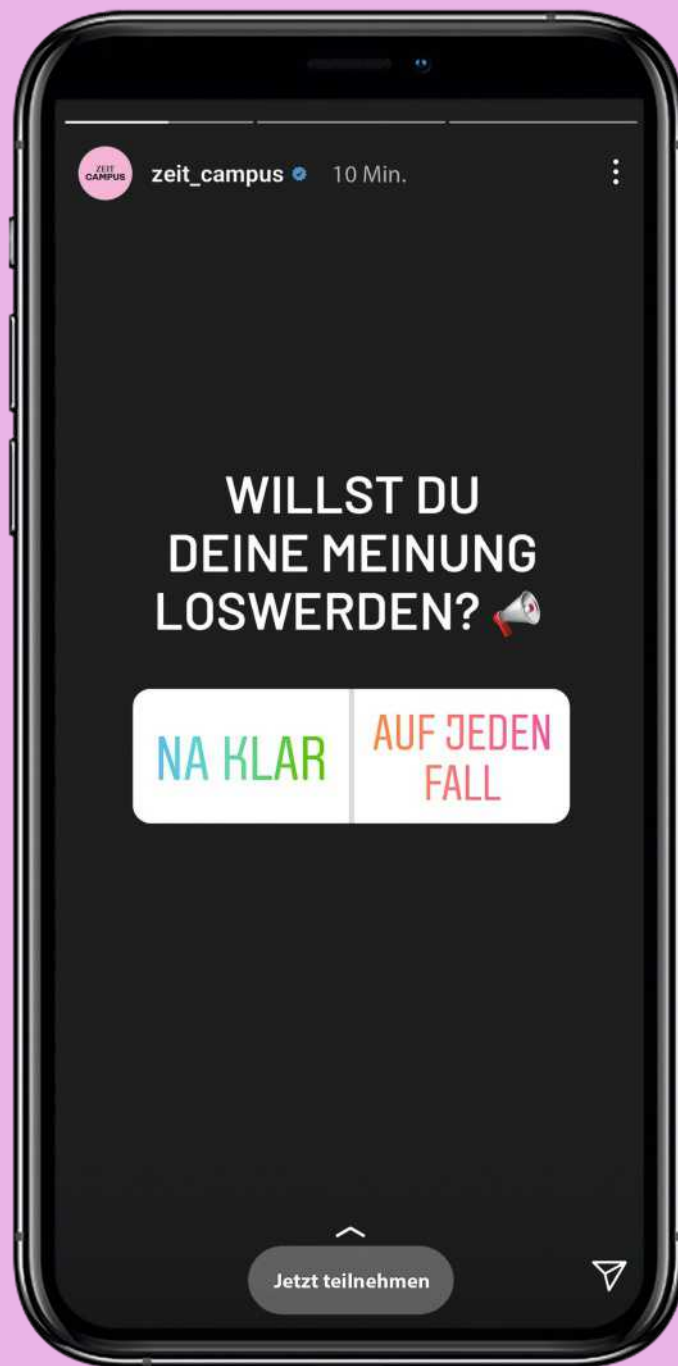 ZEIT
CAMPUS
zeit_campus 10 Min.
WILLST DU
DEINE MEINUNG
LOSWERDEN?
NA KLAR
AUF JEDEN
FALL
Jetzt teilnehmen